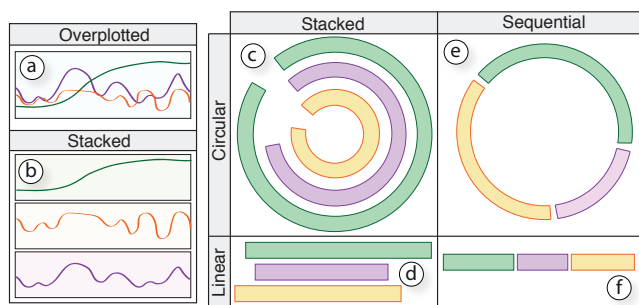 Overplotted
a
Stacked
b
Stacked
Sequential
Circular
c
e
Linear
d
f